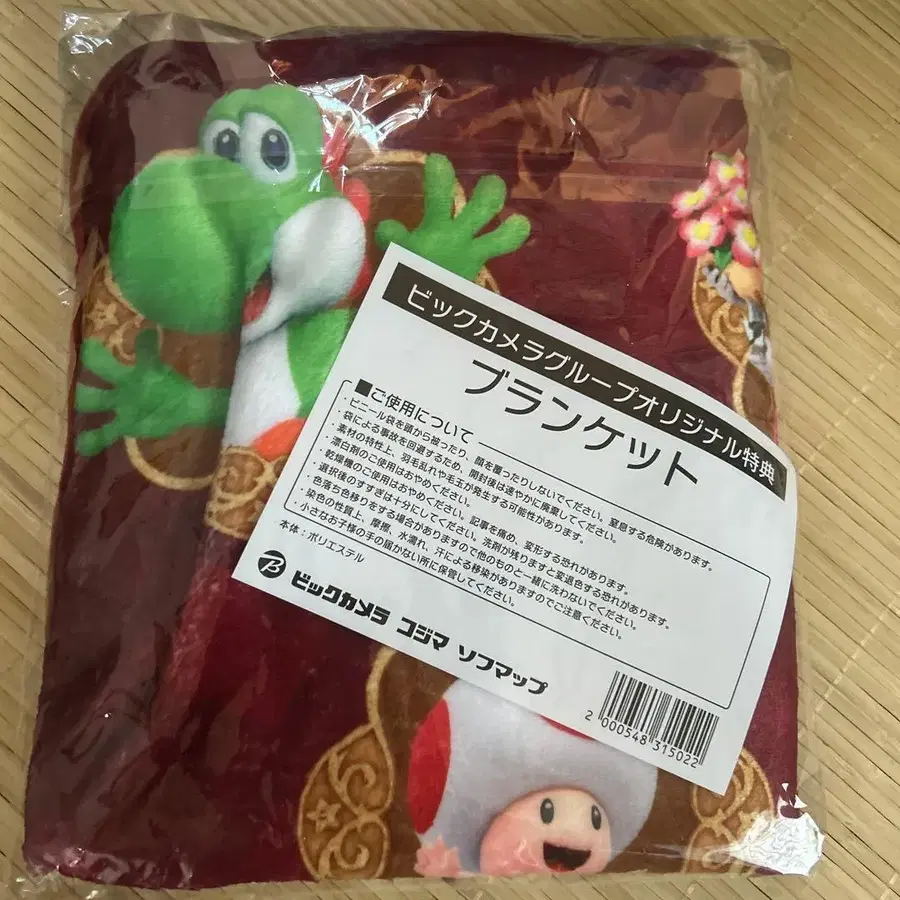 ビックカメラグループオリジナル特典
ブランケット
■ご使用について
・ビニール袋を頭から被ったり、顔を覆ったりしないでください。窒息する危険があります。
袋による事故を回避するため、開封後は速やかに廃棄してください。
・素材の特性上、羽毛乱れや毛玉が発生する可能性があります。
・漂白剤のご使用はおやめください。
・乾燥機のご使用はおやめください。記事を痛め、変形する恐れがあります。
・選択後のすすぎは十分にしてください。洗剤が残りますと変退色する恐れがあります。
・色落ち色移りをする場合がありますので他のものと一緒に洗わないでください。
・染色の性質上、摩擦、水濡れ、汗による移染がありますのでご注意ください。
・小さなお子様の手の届かない所に保管してください。
本体：ポリエステル
B ビックカメラ コジマ ソフマップ
2 000548 315022